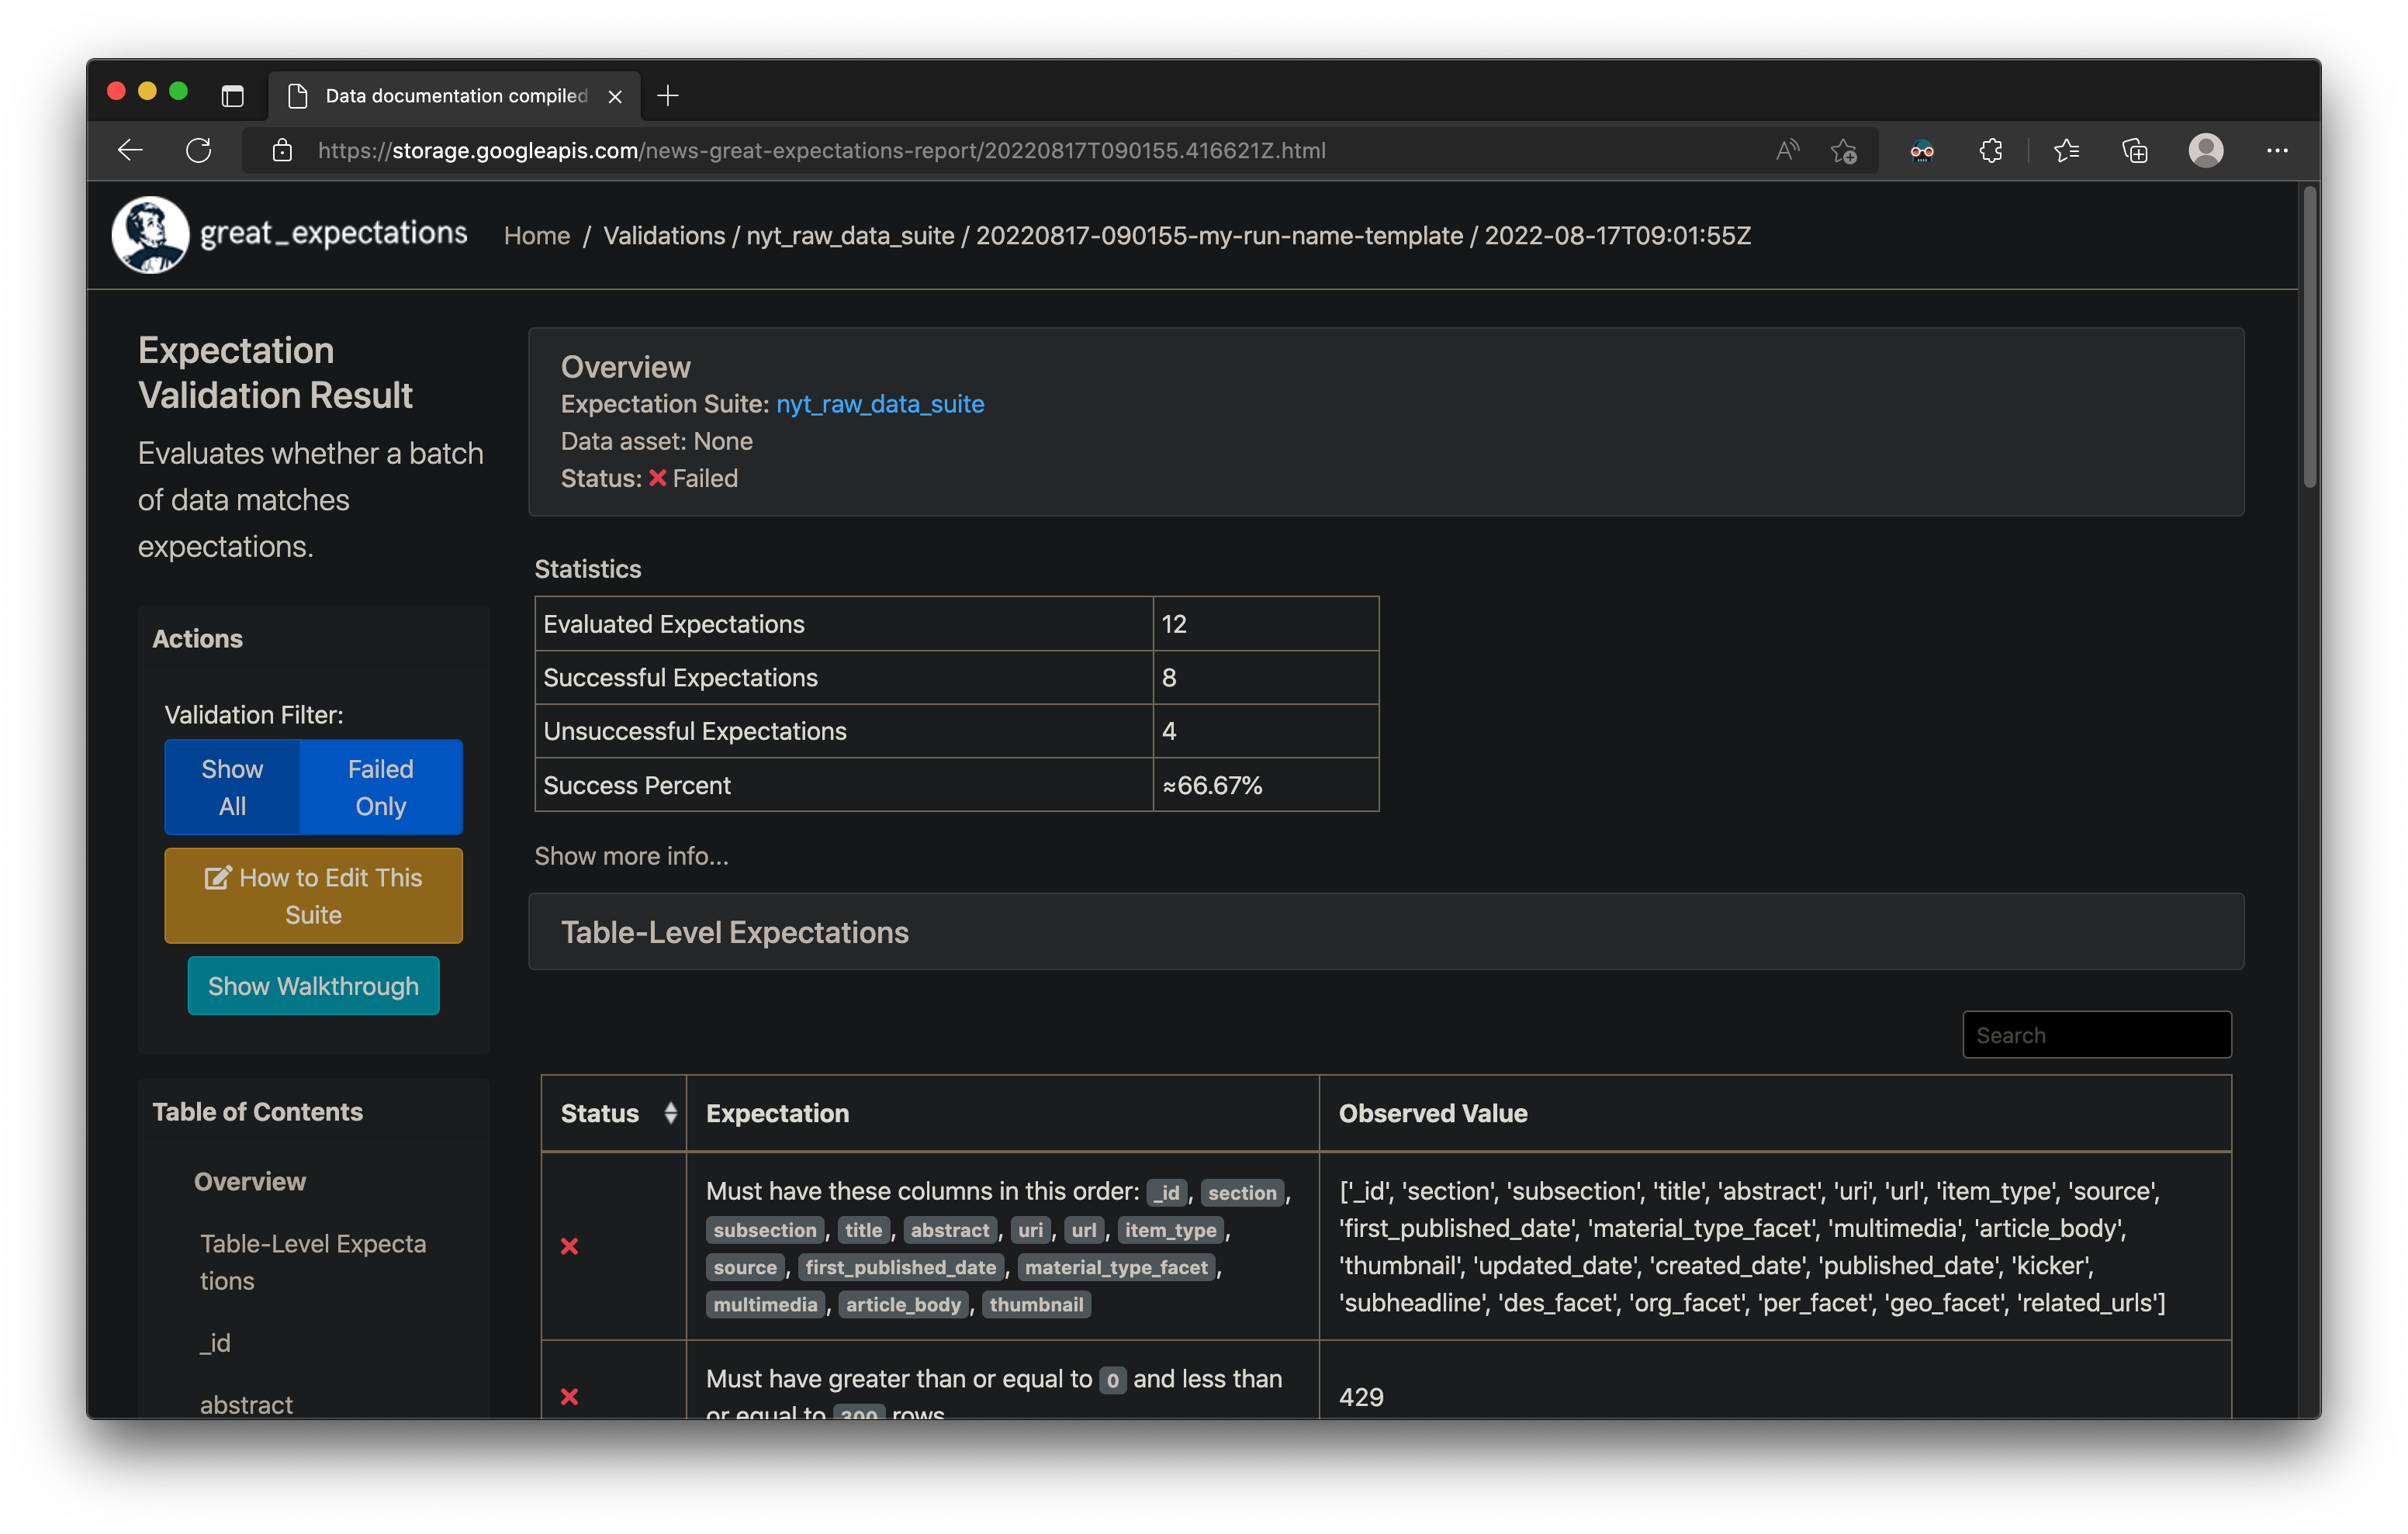 Data documentation compiled
https://storage.googleapis.com/news-great-expectations-report/20220817T090155.416621Z.html
great_expectations
Home / Validations / nyt_raw_data_suite / 20220817-090155-my-run-name-template / 2022-08-17T09:01:55Z
Expectation
Validation Result
Evaluates whether a batch
of data matches
expectations.
Actions
Validation Filter:
Show
All
Failed
Only
How to Edit This
Suite
Show Walkthrough
Table of Contents
Overview
Table-Level Expecta
tions
_id
abstract
Overview
Expectation Suite: nyt_raw_data_suite
Data asset: None
Status: ❌ Failed
Statistics
Evaluated Expectations 12
Successful Expectations 8
Unsuccessful Expectations 4
Success Percent ≈66.67%
Show more info...
Table-Level Expectations
Search
Status Expectation Observed Value
Must have these columns in this order: _id, section,
subsection, title, abstract, uri, url, item_type,
source, first_published_date, material_type_facet,
multimedia, article_body, thumbnail
['_id', 'section', 'subsection', 'title', 'abstract', 'uri', 'url', 'item_type', 'source',
'first_published_date', 'material_type_facet', 'multimedia', 'article_body',
'thumbnail', 'updated_date', 'created_date', 'published_date', 'kicker',
'subheadline', 'des_facet', 'org_facet', 'per_facet', 'geo_facet', 'related_urls']
Must have greater than or equal to 0 and less than
or equal to 300 rows
429